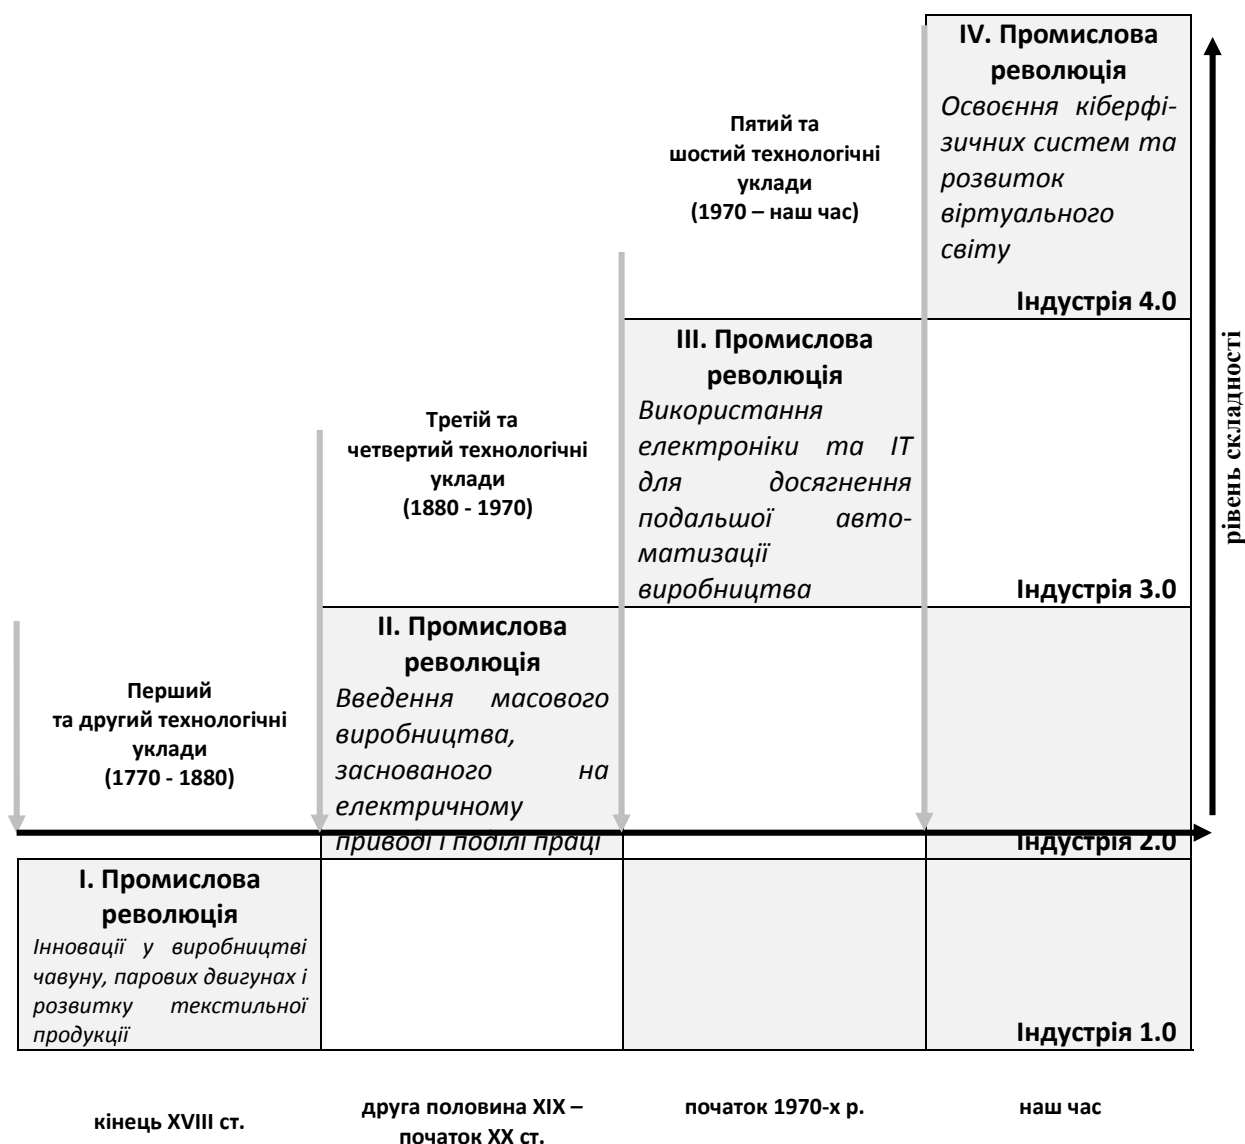 IV. Промислова
революція
Освоєння кіберфі-
зичних систем та
розвиток
віртуального
світу
Індустрія 4.0
Пятий та
шостий технологічні
уклади
(1970 – наш час)
рівень складності
III. Промислова
революція
Використання
електроніки та ІТ
для досягнення
подальшої авто-
матизації
виробництва
Індустрія 3.0
Третій та
четвертий технологічні
уклади
(1880 - 1970)
II. Промислова
революція
Введення масового
виробництва,
заснованого на
електричному
приводі і поділі праці
Індустрія 2.0
Перший
та другий технологічні
уклади
(1770 - 1880)
I. Промислова
революція
Інновації у виробництві
чавуну, парових двигунах і
розвитку текстильної
продукції
Індустрія 1.0
кінець XVIII ст.
друга половина XIX –
початок XX ст.
початок 1970-х р.
наш час